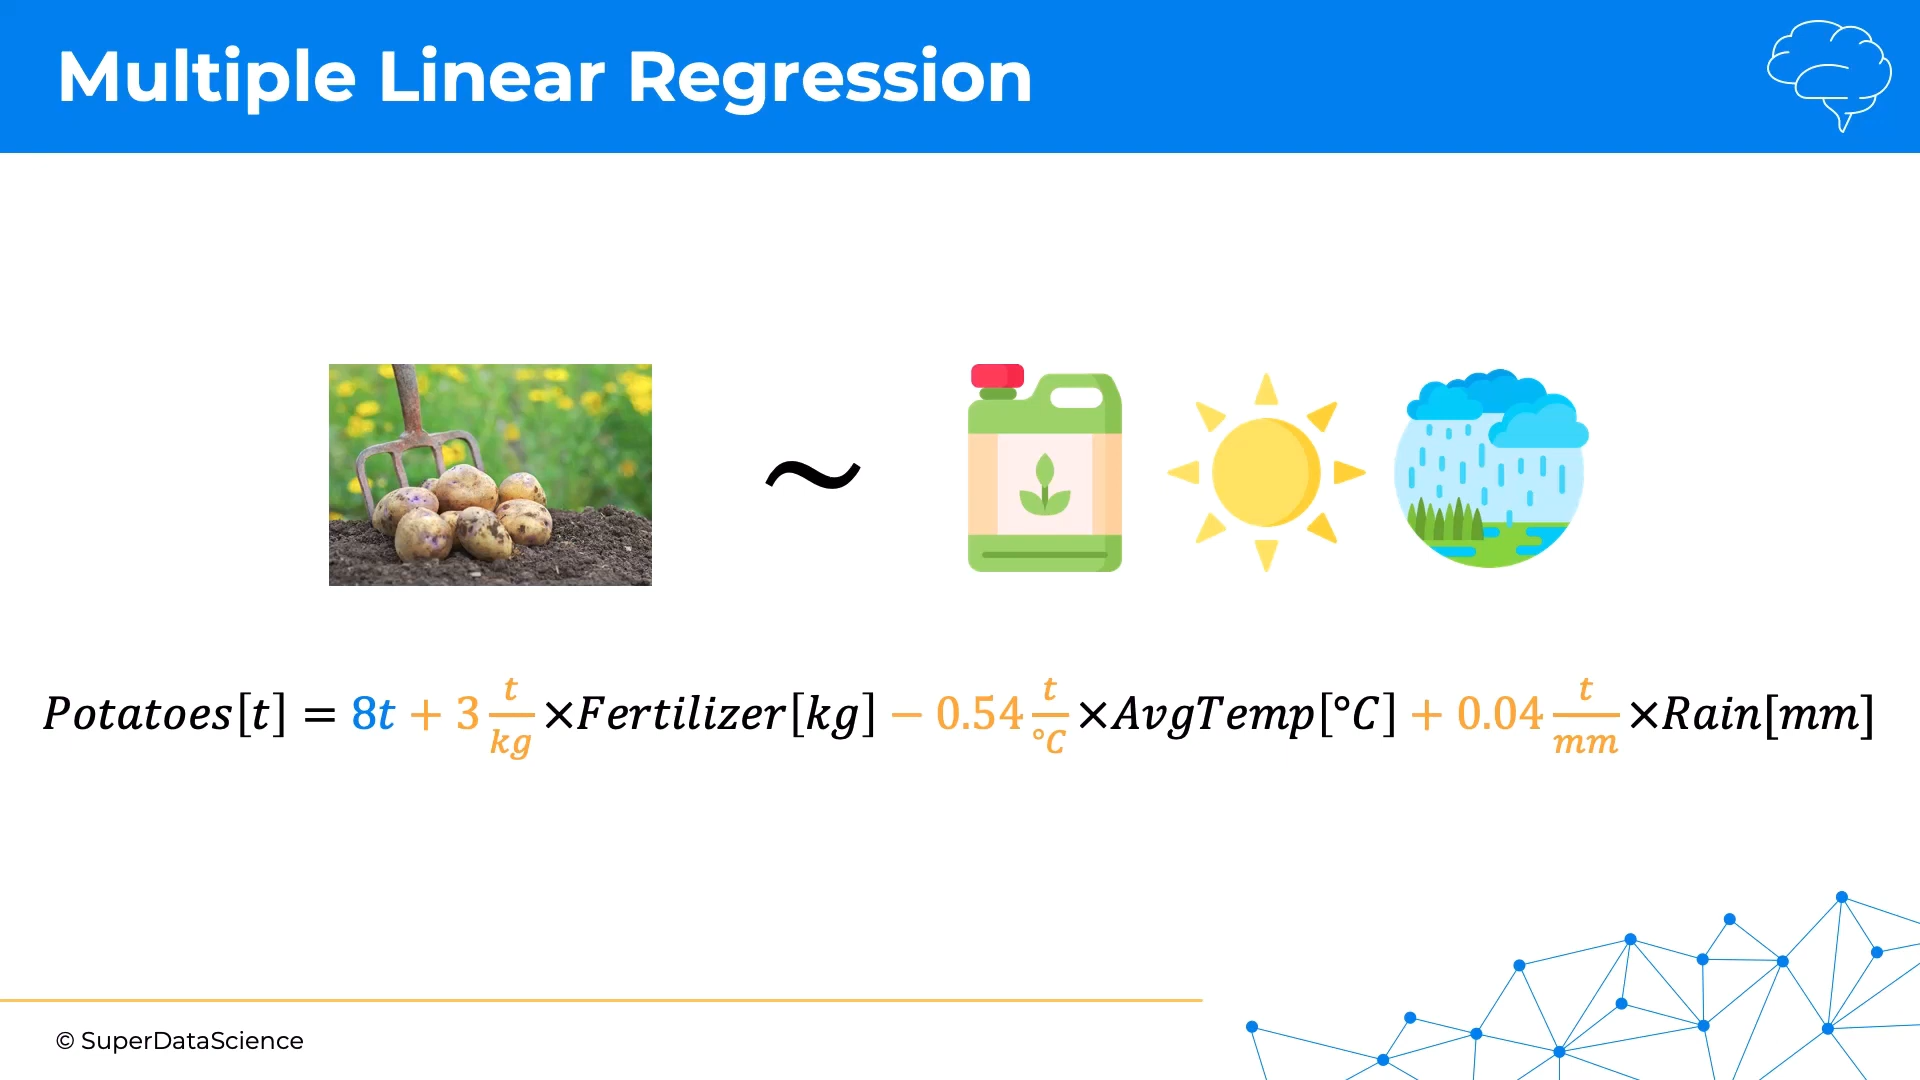 Multiple Linear Regression
~
Potatoes[t] = 8t + 3 t/kg ×Fertilizer[kg] − 0.54 t/°C ×AvgTemp[°C] + 0.04 t/mm ×Rain[mm]
© SuperDataScience